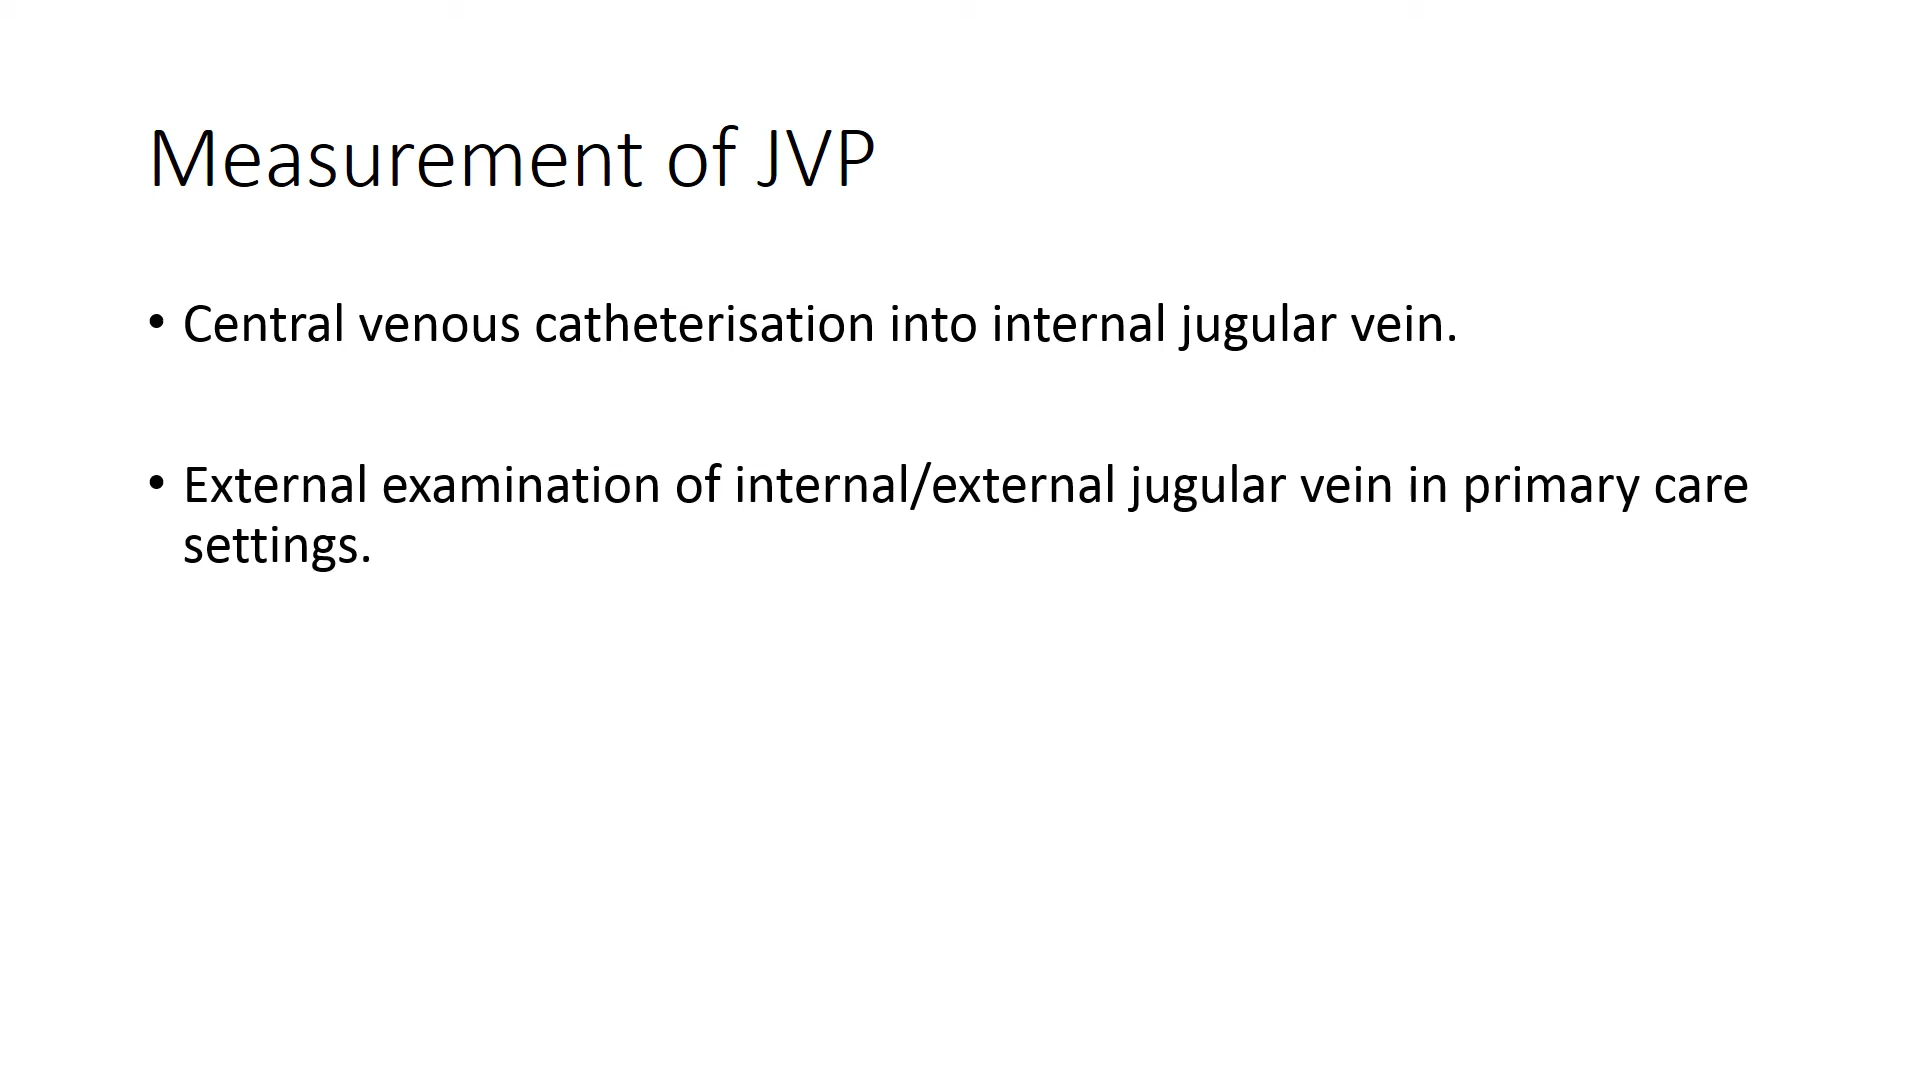 Measurement of JVP
• Central venous catheterisation into internal jugular vein.
• External examination of internal/external jugular vein in primary care
settings.